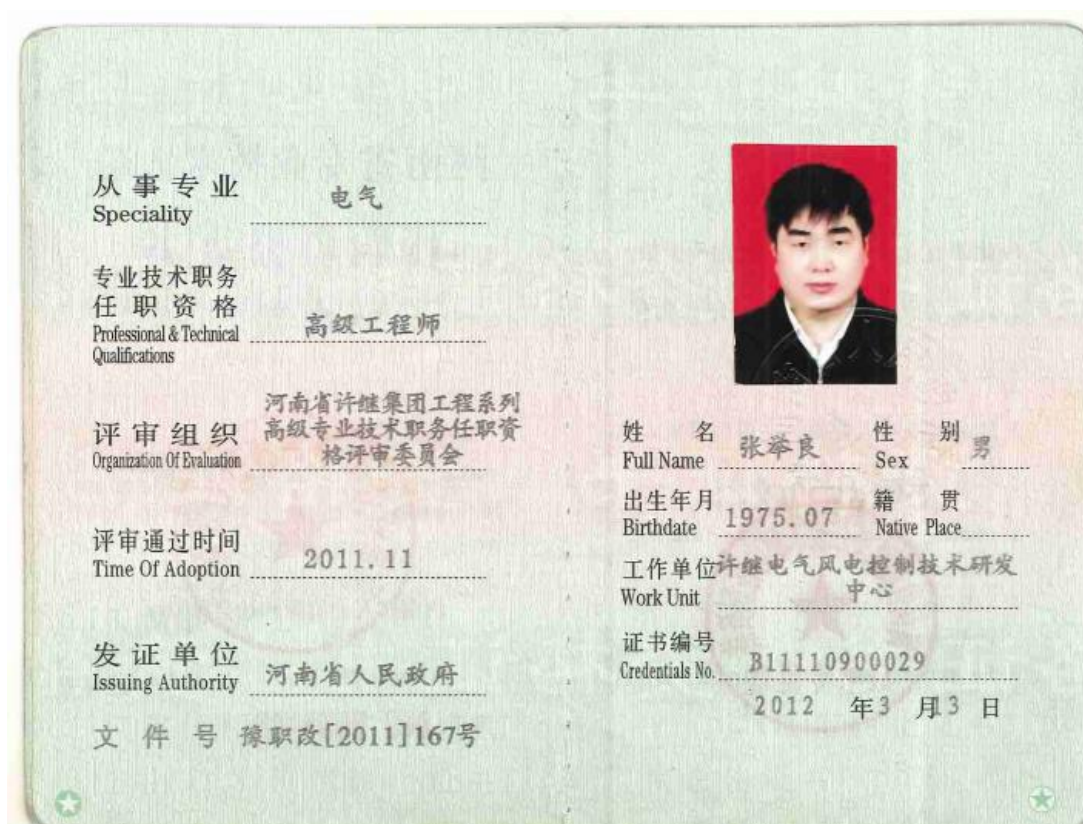 从事专业 电气
Speciality
专业技术职务
任职资格
Professional & Technical 高级工程师
Qualifications
河南省许继集团工程系列
评审组织 高级专业技术职务任职资
Organization Of Evaluation 格评审委员会
评审通过时间
Time Of Adoption 2011.11
发证单位
Issuing Authority 河南省人民政府
文件号 豫职改[2011]167号
姓名 张举良 性别 男
Full Name Sex
出生年月 1975.07 籍贯
Birthdate Native Place
工作单位 许继电气风电控制技术研发
Work Unit 中心
证书编号
Credentials No. B11110900029
2012 年3 月13 日